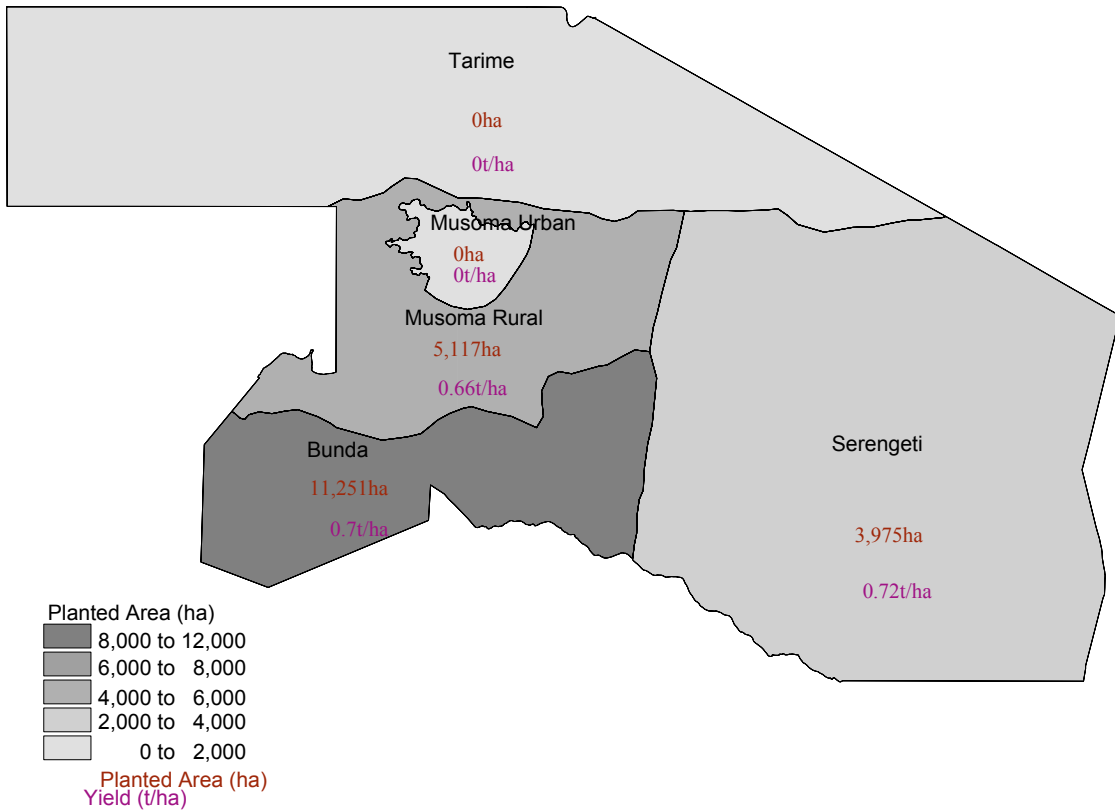 Tarime
0ha
0t/ha
Musoma Urban
0ha
0t/ha
Musoma Rural
5,117ha
0.66t/ha
Bunda
11,251ha
0.7t/ha
Serengeti
3,975ha
0.72t/ha
Planted Area (ha)
8,000 to 12,000
6,000 to 8,000
4,000 to 6,000
2,000 to 4,000
0 to 2,000
Planted Area (ha)
Yield (t/ha)